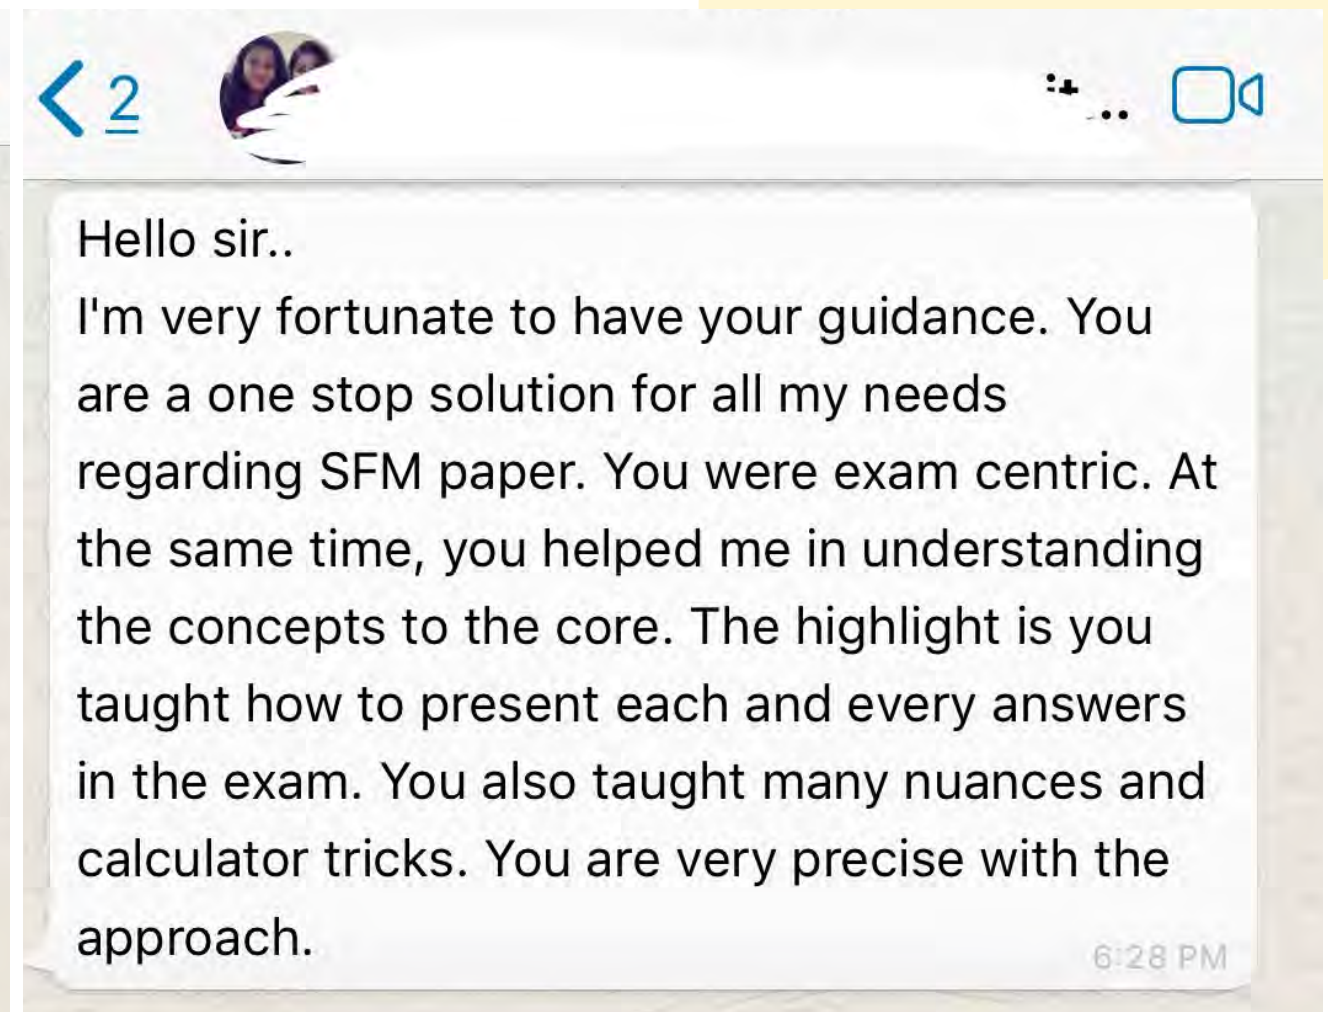 2
Hello sir..
I'm very fortunate to have your guidance. You
are a one stop solution for all my needs
regarding SFM paper. You were exam centric. At
the same time, you helped me in understanding
the concepts to the core. The highlight is you
taught how to present each and every answers
in the exam. You also taught many nuances and
calculator tricks. You are very precise with the
approach.
6:28 PM